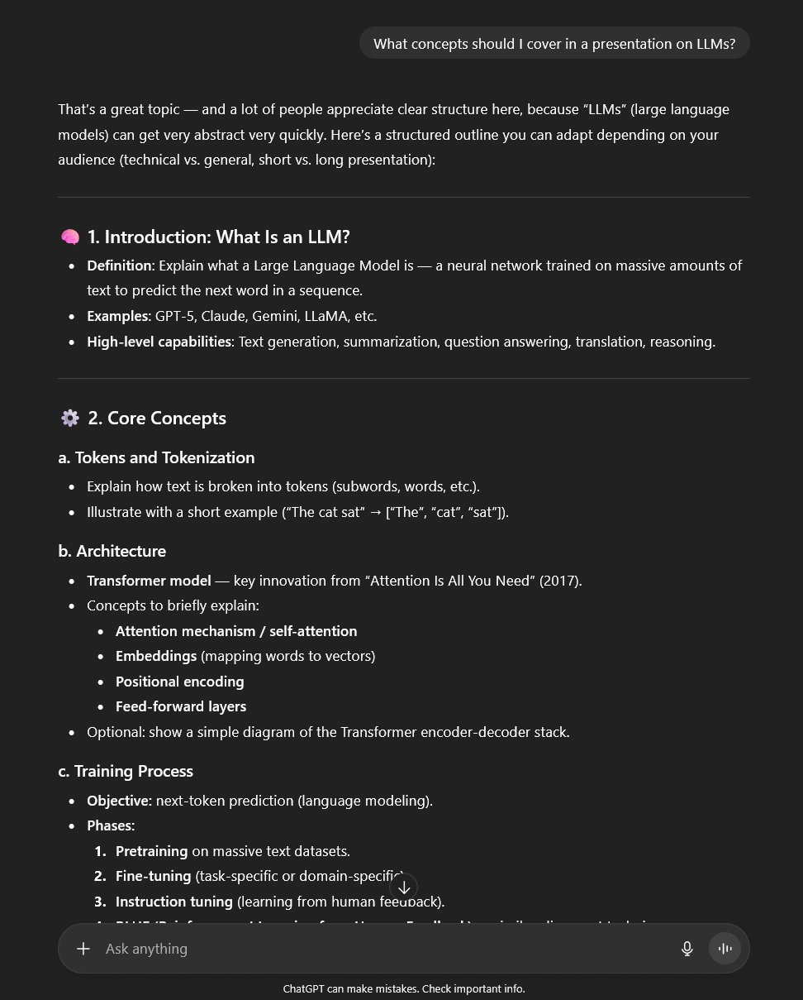 What concepts should I cover in a presentation on LLMs?
That's a great topic — and a lot of people appreciate clear structure here, because “LLMs” (large language
models) can get very abstract very quickly. Here's a structured outline you can adapt depending on your
audience (technical vs. general, short vs. long presentation):
🧠 1. Introduction: What Is an LLM?
• Definition: Explain what a Large Language Model is — a neural network trained on massive amounts of
text to predict the next word in a sequence.
• Examples: GPT-5, Claude, Gemini, LLaMA, etc.
• High-level capabilities: Text generation, summarization, question answering, translation, reasoning.
⚙️ 2. Core Concepts
a. Tokens and Tokenization
• Explain how text is broken into tokens (subwords, words, etc.).
• Illustrate with a short example (“The cat sat” → [“The”, “cat”, “sat”]).
b. Architecture
• Transformer model — key innovation from “Attention Is All You Need” (2017).
• Concepts to briefly explain:
• Attention mechanism / self-attention
• Embeddings (mapping words to vectors)
• Positional encoding
• Feed-forward layers
• Optional: show a simple diagram of the Transformer encoder-decoder stack.
c. Training Process
• Objective: next-token prediction (language modeling).
• Phases:
1. Pretraining on massive text datasets.
2. Fine-tuning (task-specific or domain-specific)
3. Instruction tuning (learning from human feedback).
Ask anything
ChatGPT can make mistakes. Check important info.